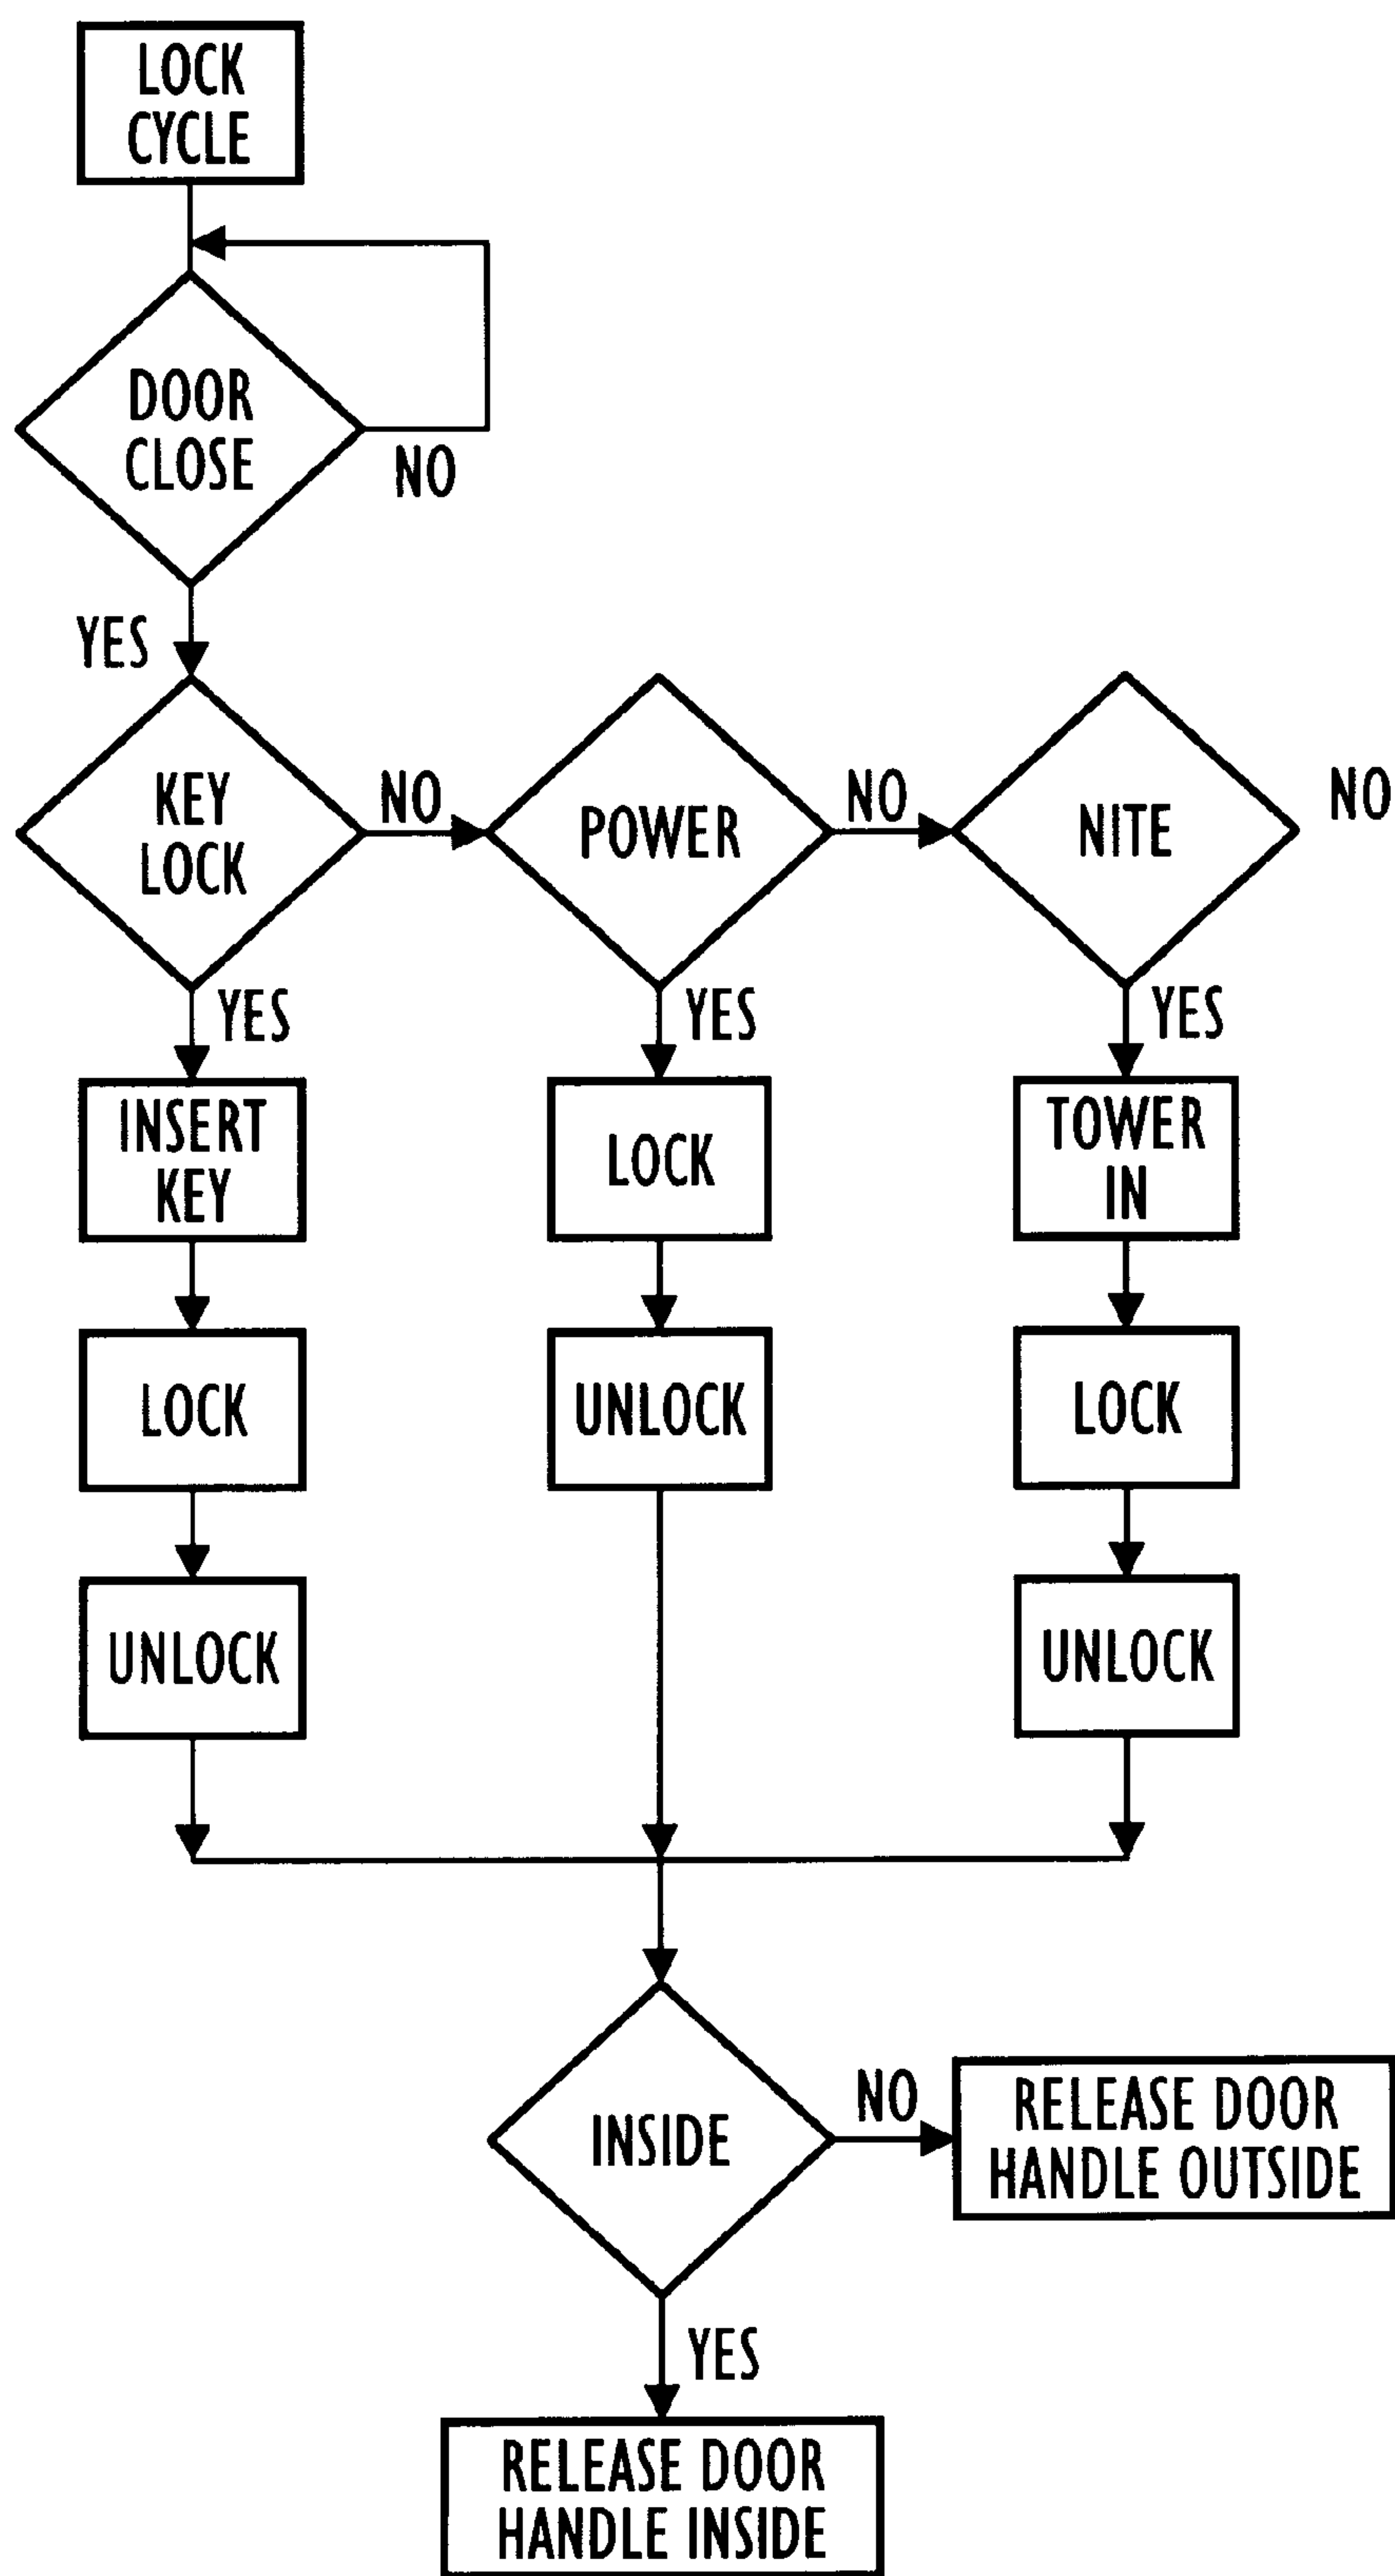 LOCK
CYCLE
DOOR
CLOSE
NO
YES
KEY
LOCK
NO
POWER
NO
NITE
NO
YES
YES
YES
INSERT
KEY
LOCK
TOWER
IN
LOCK
UNLOCK
LOCK
UNLOCK
UNLOCK
INSIDE
NO
RELEASE DOOR
HANDLE OUTSIDE
YES
RELEASE DOOR
HANDLE INSIDE